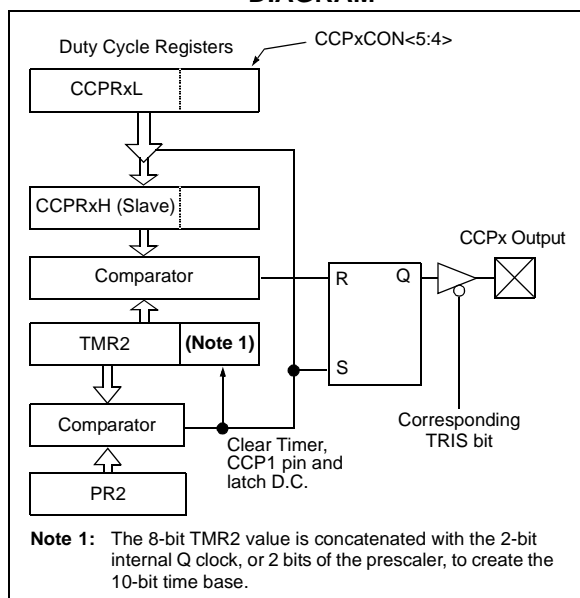 DIAGRAM
Duty Cycle Registers
CCPxCON<5:4>
CCPRxL
CCPRxH (Slave)
CCPx Output
Comparator
R
Q
TMR2
(Note 1)
S
Comparator
Clear Timer,
CCP1 pin and
latch D.C.
Corresponding
TRIS bit
PR2
Note 1: The 8-bit TMR2 value is concatenated with the 2-bit
internal Q clock, or 2 bits of the prescaler, to create the
10-bit time base.